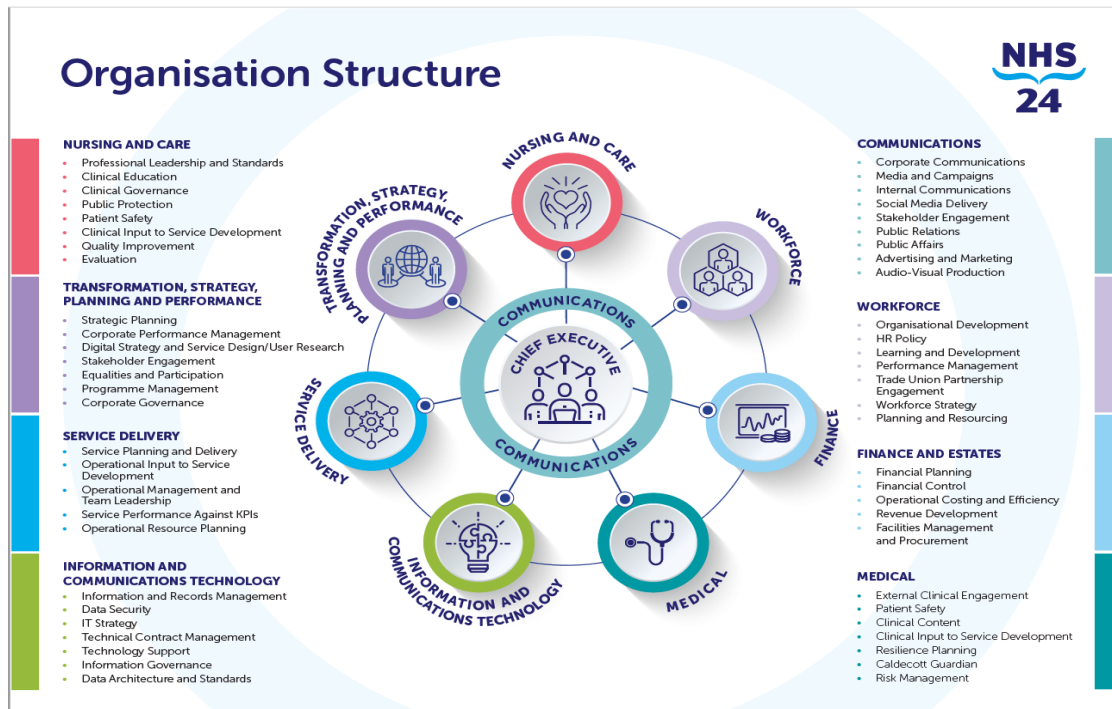 Organisation Structure
NHS
24
NURSING AND CARE
• Professional Leadership and Standards
• Clinical Education
• Clinical Governance
• Public Protection
• Patient Safety
• Clinical Input to Service Development
• Quality Improvement
• Evaluation
TRANSFORMATION, STRATEGY,
PLANNING AND PERFORMANCE
• Strategic Planning
• Corporate Performance Management
• Digital Strategy and Service Design/User Research
• Stakeholder Engagement
• Equalities and Participation
• Programme Management
• Corporate Governance
SERVICE DELIVERY
• Service Planning and Delivery
• Operational Input to Service
Development
• Operational Management and
Team Leadership
• Service Performance Against KPIs
• Operational Resource Planning
INFORMATION AND
COMMUNICATIONS TECHNOLOGY
• Information and Records Management
• Data Security
• IT Strategy
• Technical Contract Management
• Technology Support
• Information Governance
• Data Architecture and Standards
NURSING AND CARE
WORKFORCE
FINANCE
MEDICAL
INFORMATION AND
COMMUNICATIONS TECHNOLOGY
SERVICE DELIVERY
TRANSFORMATION, STRATEGY,
PLANNING AND PERFORMANCE
COMMUNICATIONS
CHIEF EXECUTIVE
COMMUNICATIONS
COMMUNICATIONS
• Corporate Communications
• Media and Campaigns
• Internal Communications
• Social Media Delivery
• Stakeholder Engagement
• Public Relations
• Public Affairs
• Advertising and Marketing
• Audio-Visual Production
WORKFORCE
• Organisational Development
• HR Policy
• Learning and Development
• Performance Management
• Trade Union Partnership
Engagement
• Workforce Strategy
• Planning and Resourcing
FINANCE AND ESTATES
• Financial Planning
• Financial Control
• Operational Costing and Efficiency
• Revenue Development
• Facilities Management
and Procurement
MEDICAL
• External Clinical Engagement
• Patient Safety
• Clinical Content
• Clinical Input to Service Development
• Resilience Planning
• Caldecott Guardian
• Risk Management